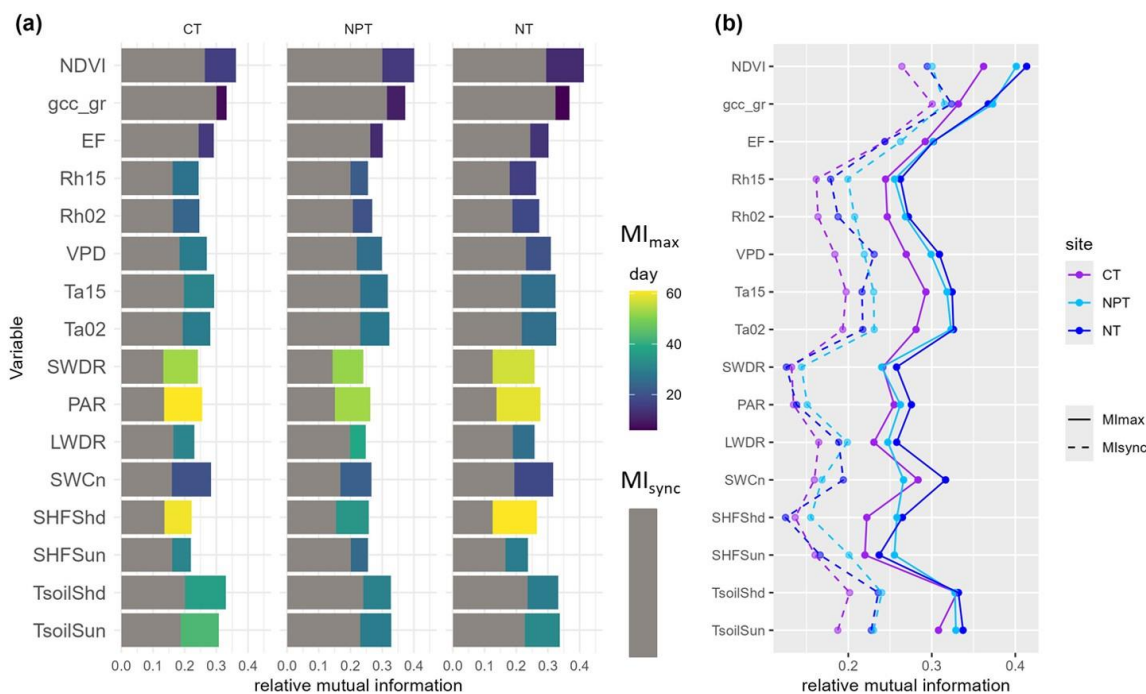 (a)
CT
NPT
NT
Variable
NDVI
gcc_gr
EF
Rh15
Rh02
VPD
Ta15
Ta02
SWDR
PAR
LWDR
SWCn
SHFShd
SHFSun
TsoilShd
TsoilSun
0.0 0.1 0.2 0.3 0.4
0.0 0.1 0.2 0.3 0.4
0.0 0.1 0.2 0.3 0.4
relative mutual information
MImax
day
60
40
20
MIsync
(b)
NDVI
gcc_gr
EF
Rh15
Rh02
VPD
Ta15
Ta02
SWDR
PAR
LWDR
SWCn
SHFShd
SHFSun
TsoilShd
TsoilSun
0.2 0.3 0.4
relative mutual information
site
CT
NPT
NT
MImax
MIsync